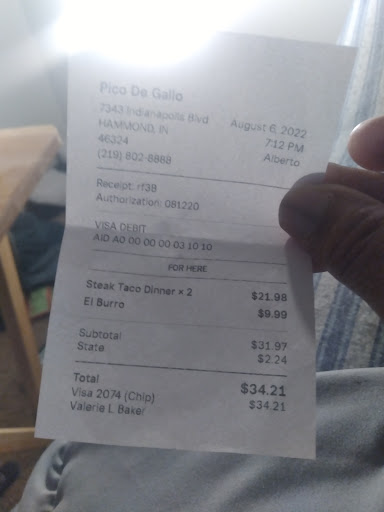 Pico De Gallo
7343 Indianapolis Blvd
HAMMOND, IN
46324
(219) 802-8888
August 6, 2022
7:12 PM
Alberto
Receipt: rf38
Authorization: 081220
VISA DEBIT
AID A0 00 00 00 03 10 10
FOR HERE
Steak Taco Dinner × 2 $21.98
El Burro $9.99
Subtotal $31.97
State $2.24
Total $34.21
Visa 2074 (Chip) $34.21
Valerie L Baker